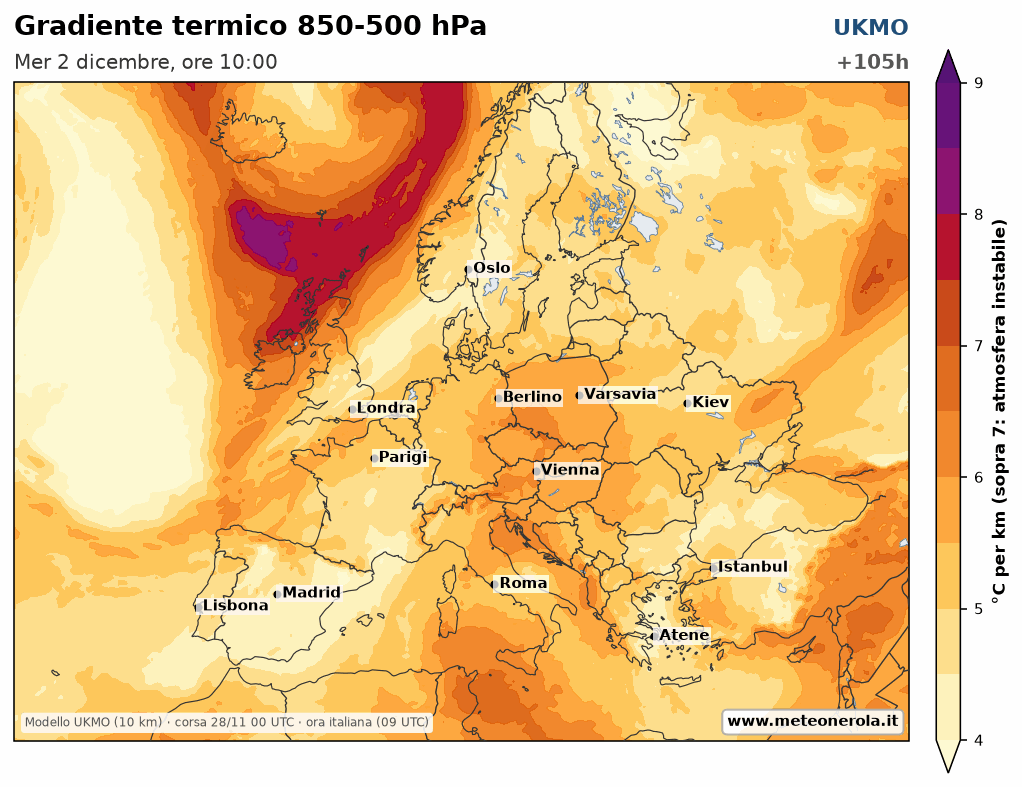 Gradiente termico 850-500 hPa
UKMO
Mer 2 dicembre, ore 10:00
+105h
9
8
7
6
5
4
°C per km (sopra 7: atmosfera instabile)
Oslo
Berlino
Varsavia
Kiev
Londra
Parigi
Vienna
Istanbul
Roma
Madrid
Lisbona
Atene
Modello UKMO (10 km) · corsa 28/11 00 UTC · ora italiana (09 UTC)
www.meteonerola.it